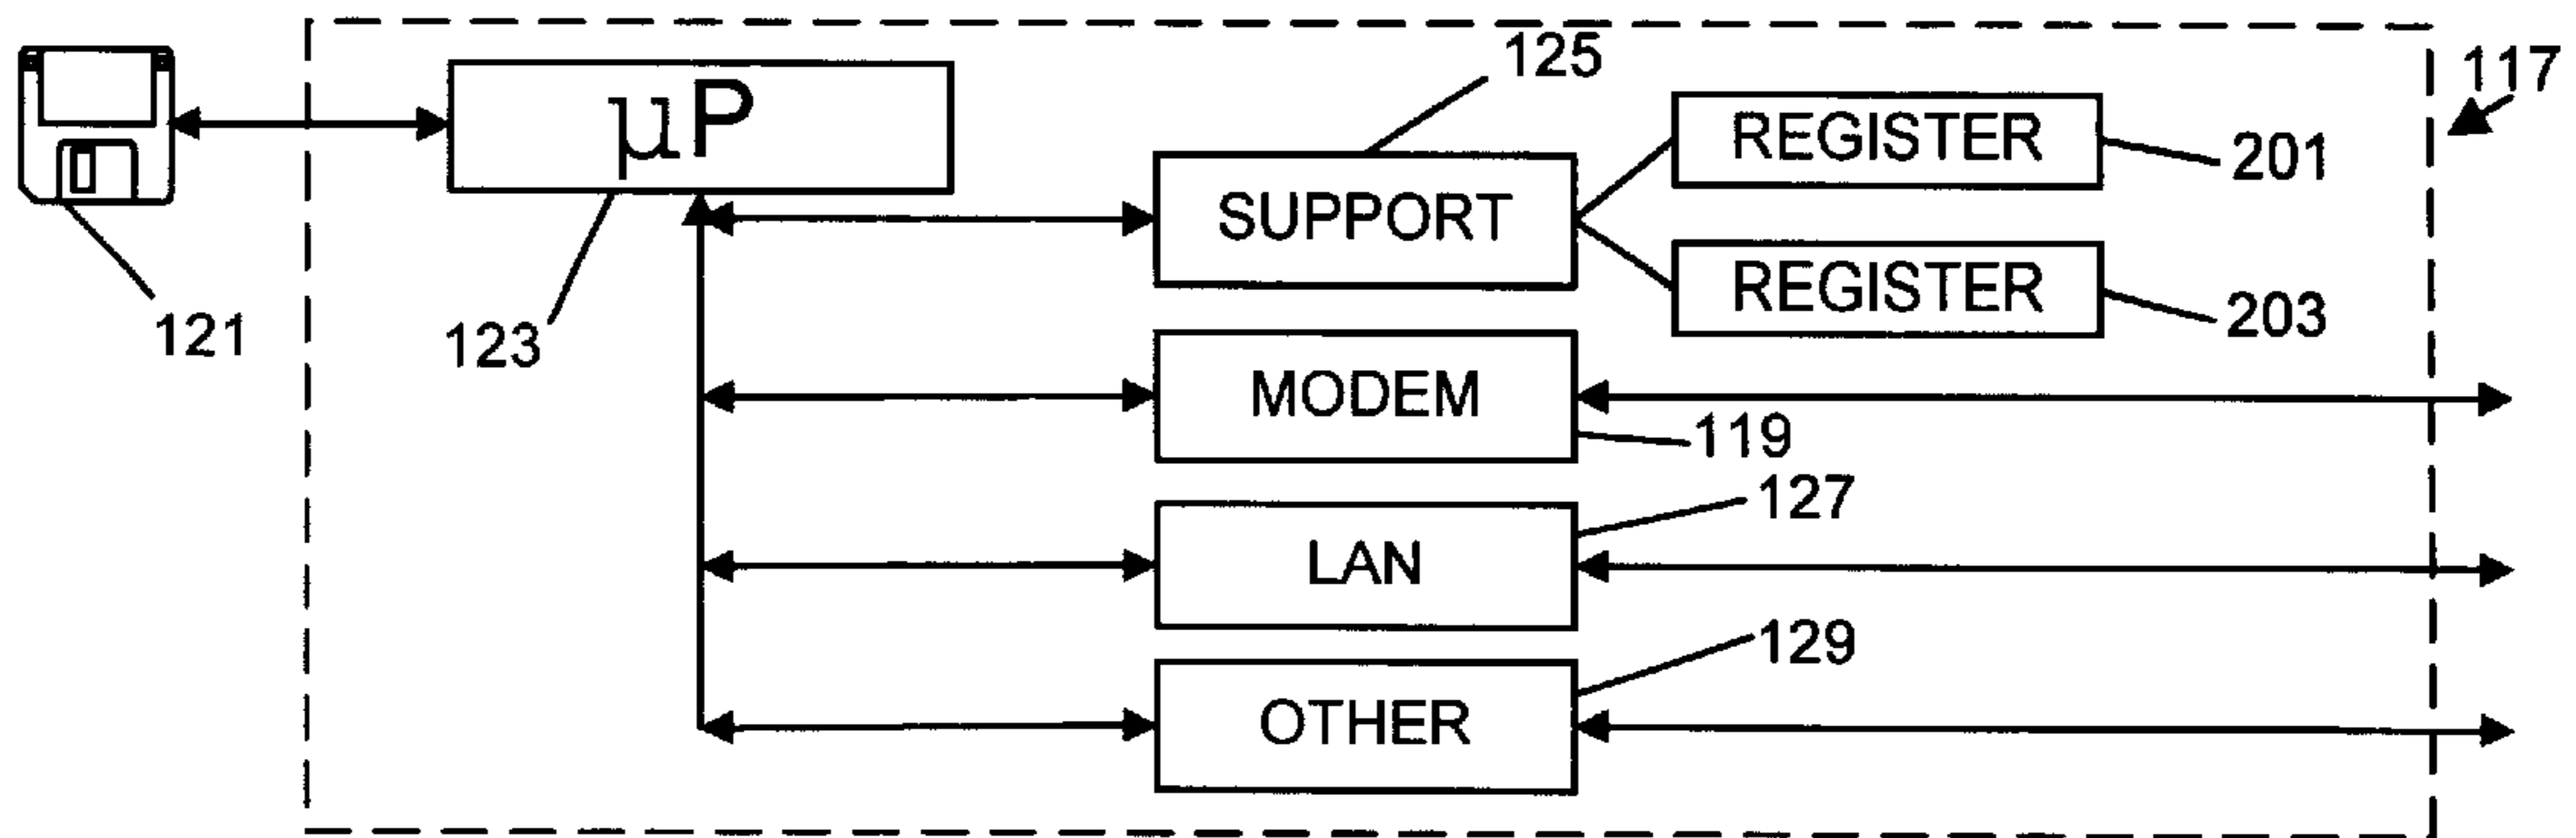 125
117
µP
REGISTER
201
SUPPORT
REGISTER
203
121
123
MODEM
119
127
LAN
129
OTHER